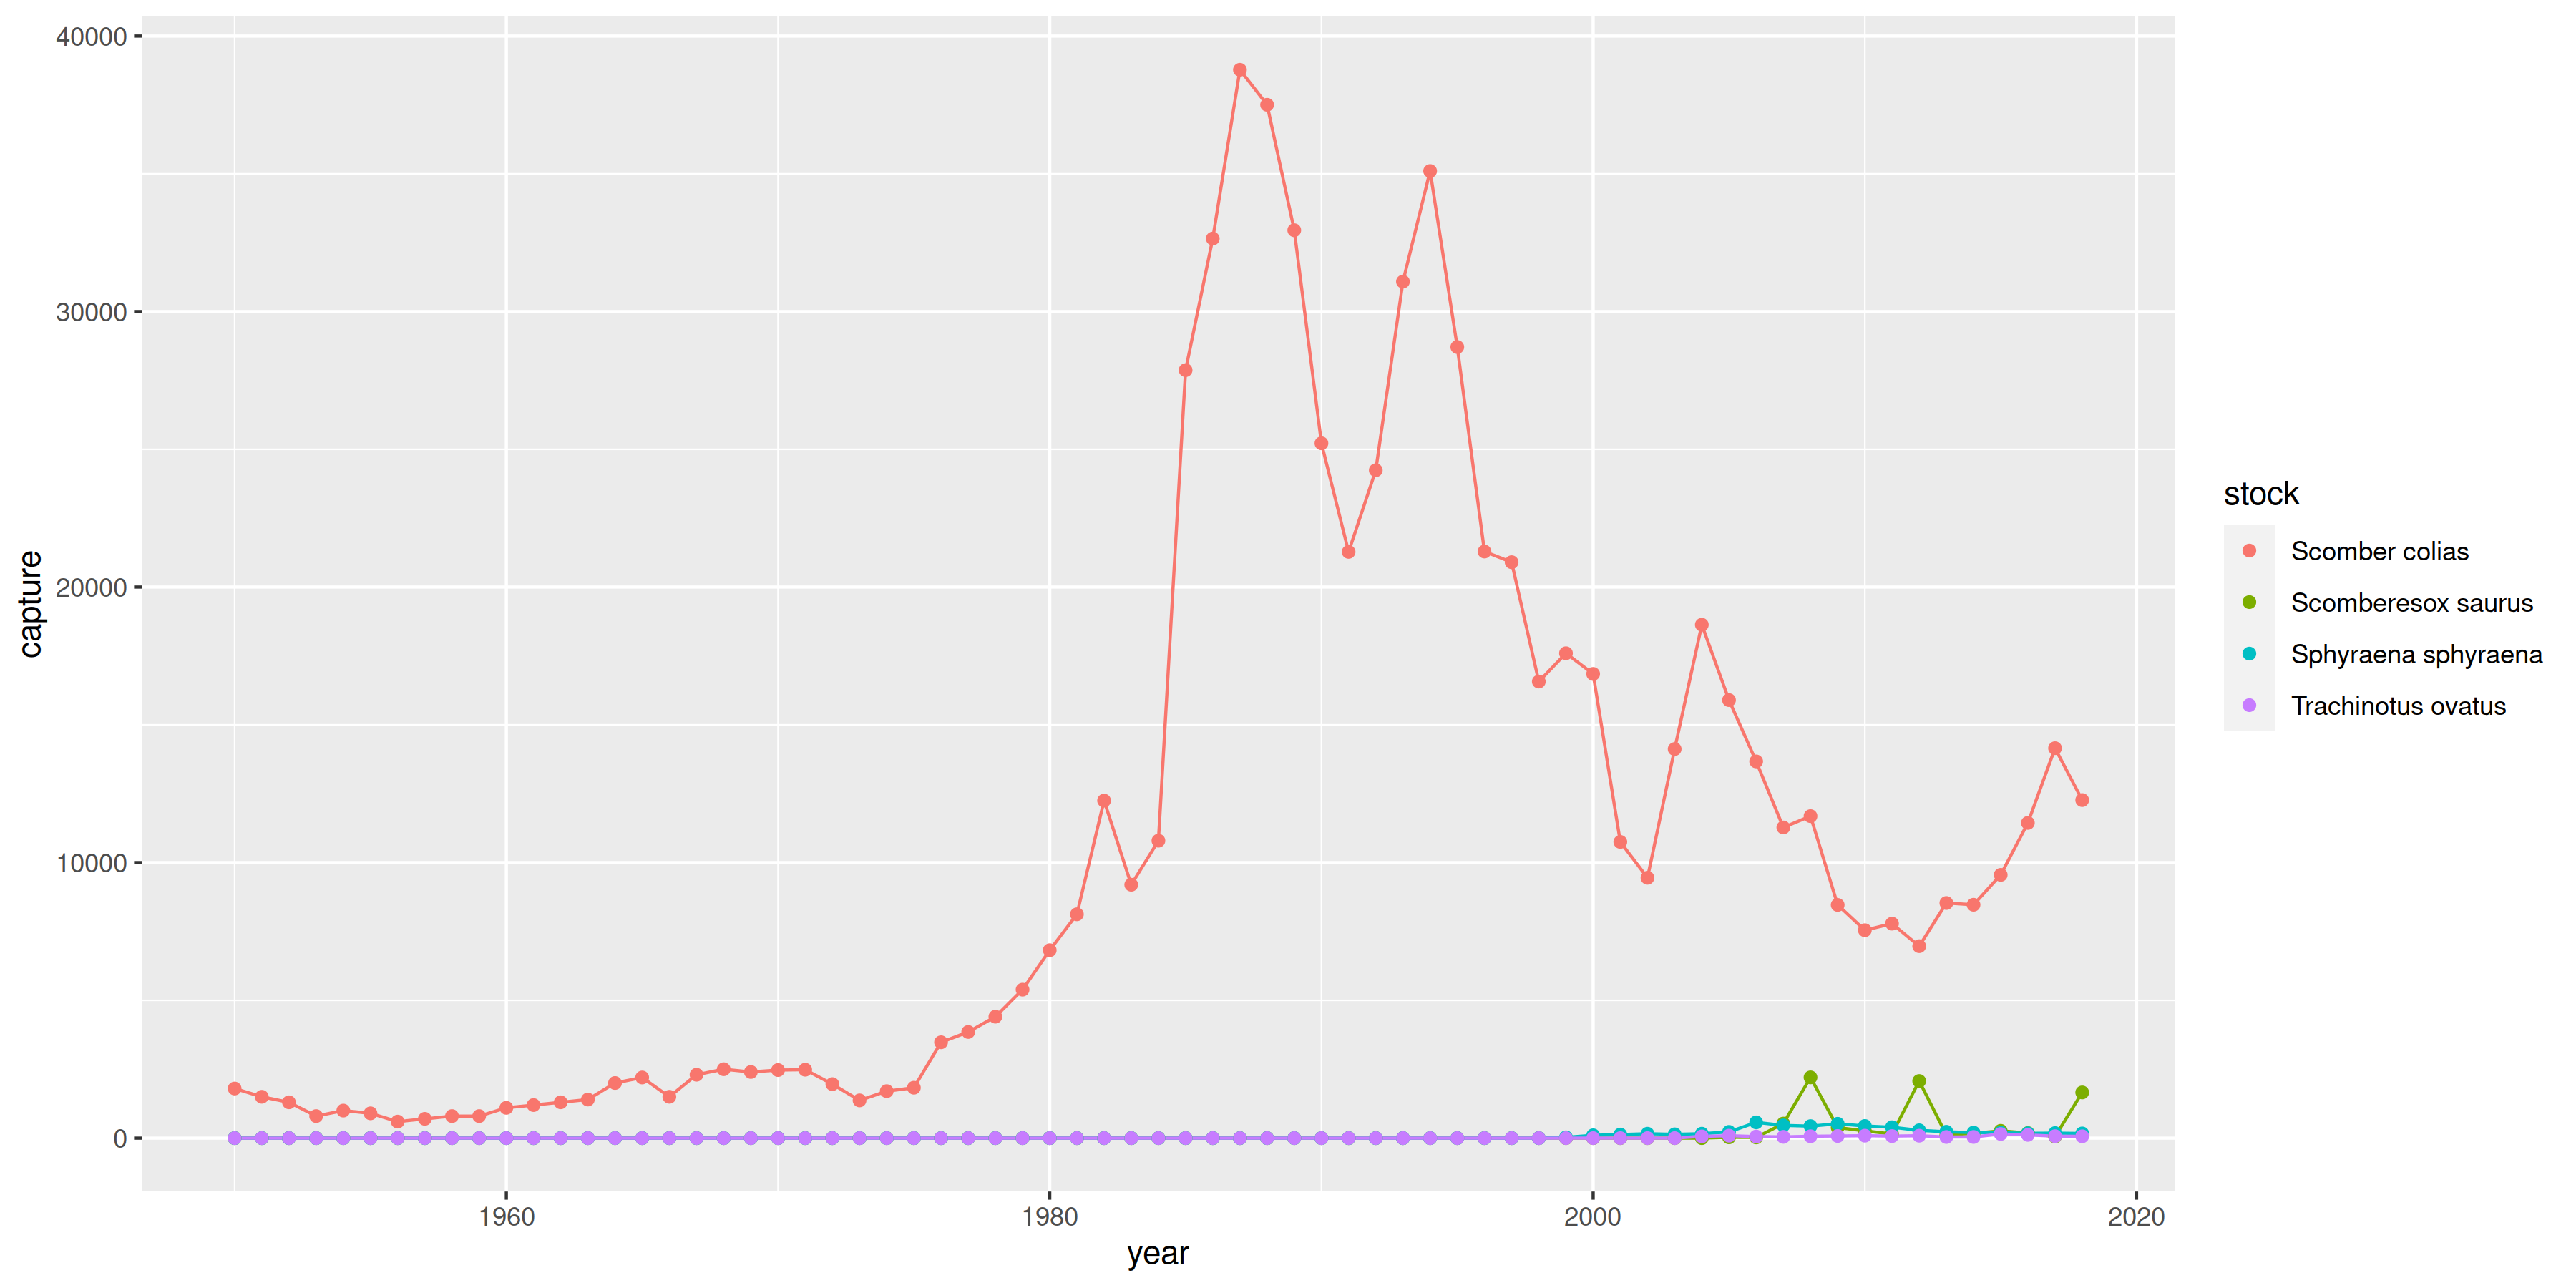 40000
30000
20000
10000
0
capture
1960
1980
2000
2020
year
stock
Scomber colias
Scomberesox saurus
Sphyraena sphyraena
Trachinotus ovatus